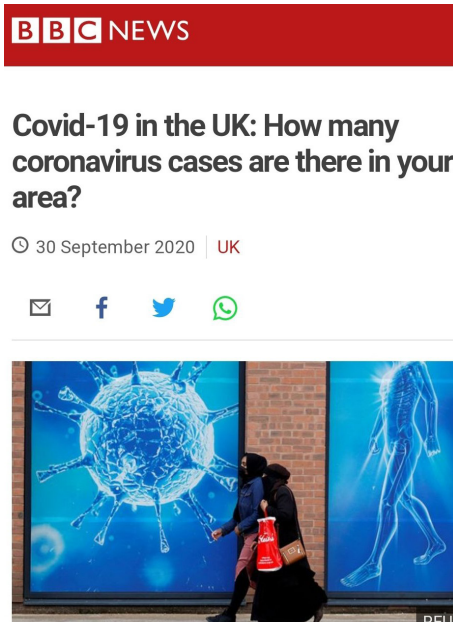 BBC NEWS
Covid-19 in the UK: How many
coronavirus cases are there in your
area?
30 September 2020 UK